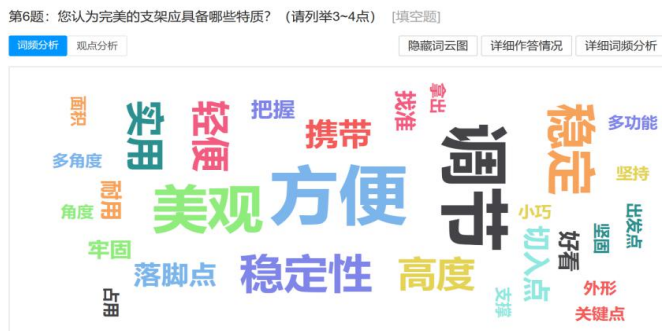 第6题：您认为完美的支架应具备哪些特质？（请列举3~4点） [填空题]
词频分析 观点分析 隐藏词云图 详细作答情况 详细词频分析
面积
实用
轻便
把握
携带
找准
拿出
调节
稳定
多功能
多角度
耐用
角度
美观
方便
坚持
小巧
出发点
牢固
落脚点
稳定性
高度
切入点
好看
坚固
占用
支撑
外形
关键点